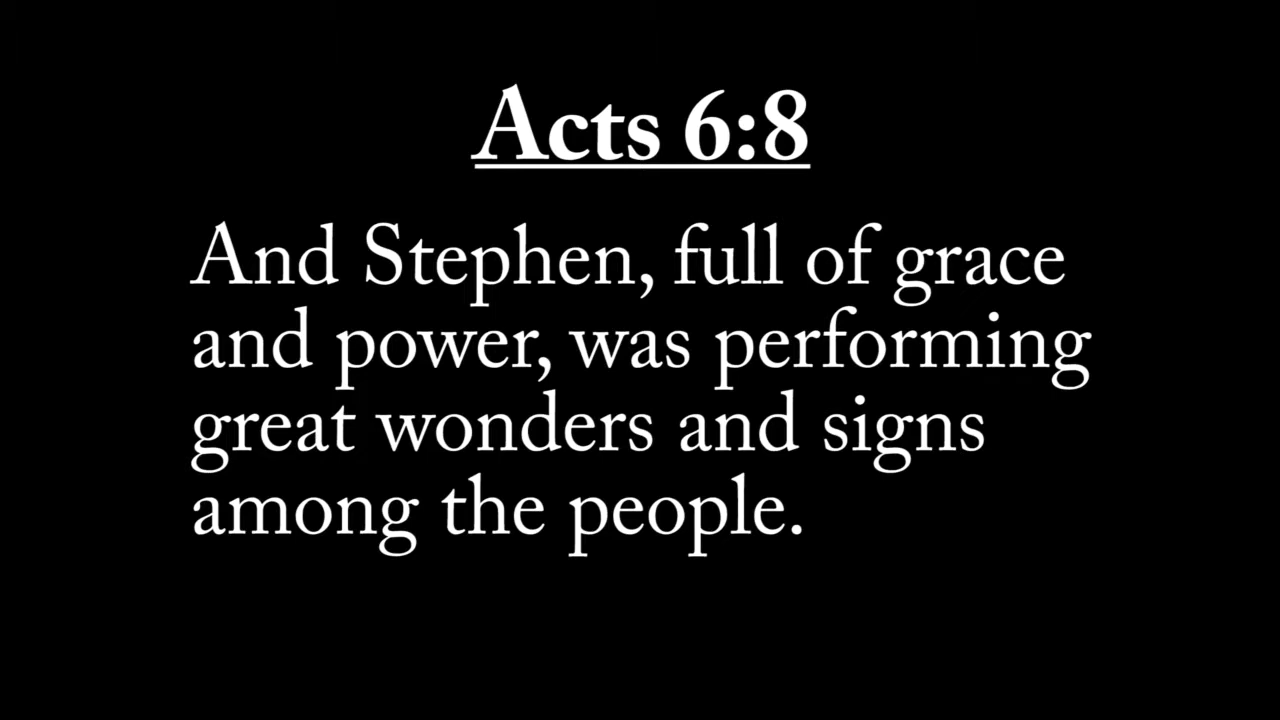 Acts 6:8
And Stephen, full of grace
and power, was performing
great wonders and signs
among the people.